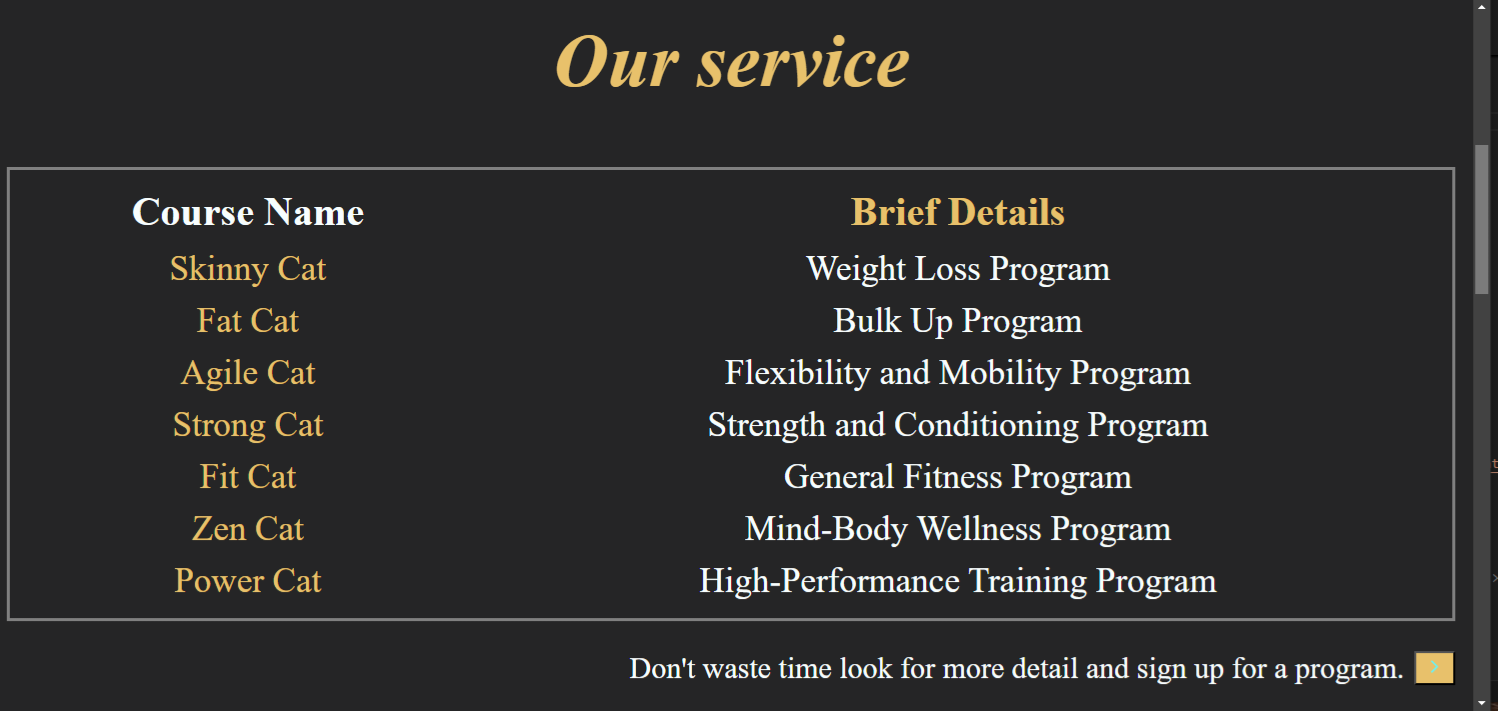 Our service
Course Name Brief Details
Skinny Cat Weight Loss Program
Fat Cat Bulk Up Program
Agile Cat Flexibility and Mobility Program
Strong Cat Strength and Conditioning Program
Fit Cat General Fitness Program
Zen Cat Mind-Body Wellness Program
Power Cat High-Performance Training Program
Don't waste time look for more detail and sign up for a program. >